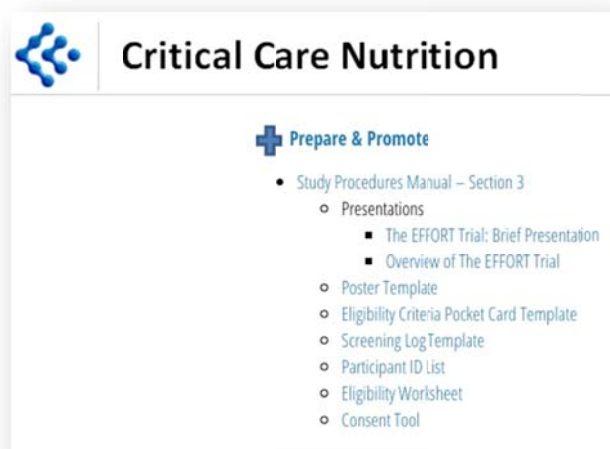 Critical Care Nutrition
Prepare & Promote
Study Procedures Manual – Section 3
Presentations
The EFFORT Trial: Brief Presentation
Overview of The EFFORT Trial
Poster Template
Eligibility Criteria Pocket Card Template
Screening Log Template
Participant ID List
Eligibility Worksheet
Consent Tool